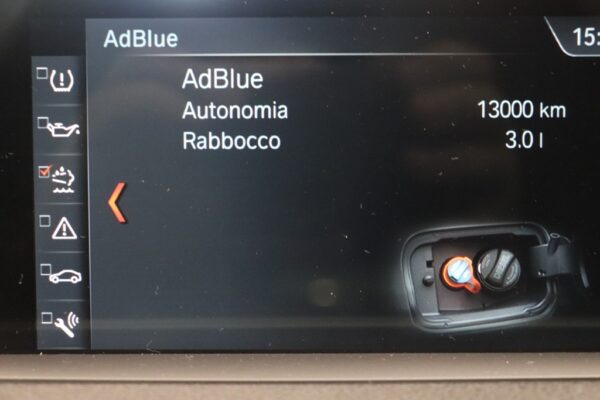 AdBlue
15:
AdBlue
Autonomia 13000 km
Rabbocco 3.0 l